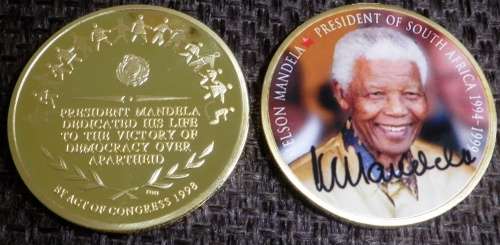 PRESIDENT MANDELA
DEDICATED HIS LIFE
TO THE VICTORY OF
DEMOCRACY OVER
APARTHEID
BY ACT OF CONGRESS 1998
ELSON MANDELA PRESIDENT OF SOUTH AFRICA 1994-1999
NMandela